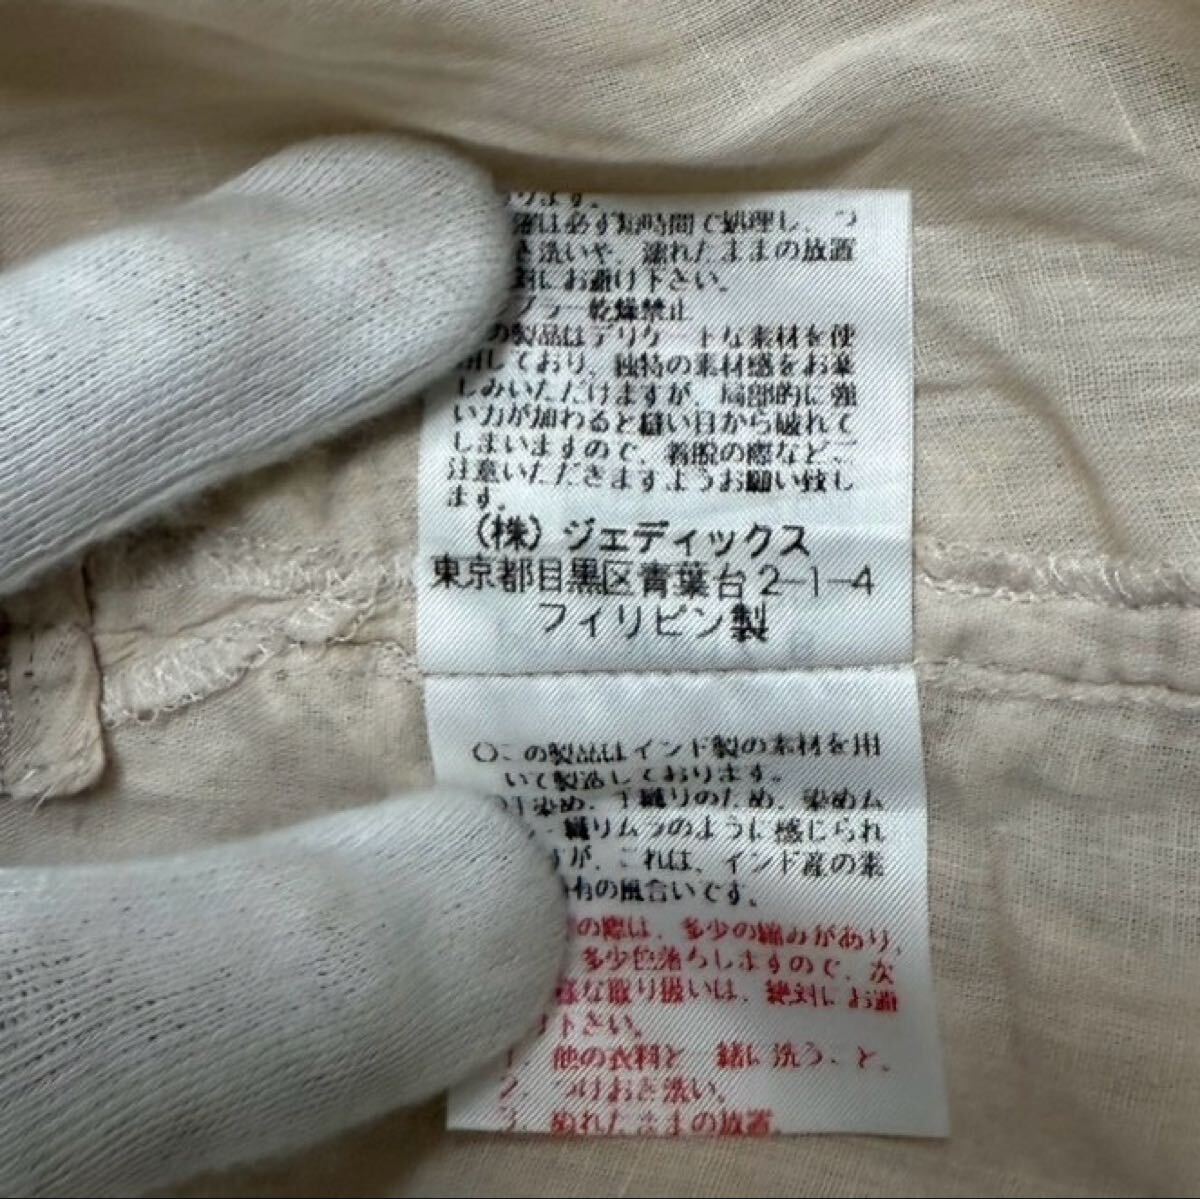 ります。
は必ず短時間で処理し、つ
き洗いや、濡れたままの放置
対にお避け下さい。
ブラー乾燥禁止
の製品はデリケートな素材を使
用しており、独特の素材感をお楽
しみいただけますが、局部的に強
い力が加わると縫い目から破れて
しまいますので、着脱の際などご
注意いただきますようお願い致し
ます。
(株)ジェディックス
東京都目黒区青葉台2-1-4
フィリピン製
○この製品はインド製の素材を用
いて製造しております。
手染め、手織りのため、染めム
織りムラのように感じられ
すが、これは、インド産の素
有の風合いです。
の際は、多少の縮みがあり、
多少色落ちしますので、次
様な取り扱いは、絶対にお避
け下さい。
1. 他の衣料と一緒に洗うこと。
2. つけおき洗い。
3. ぬれたままの放置